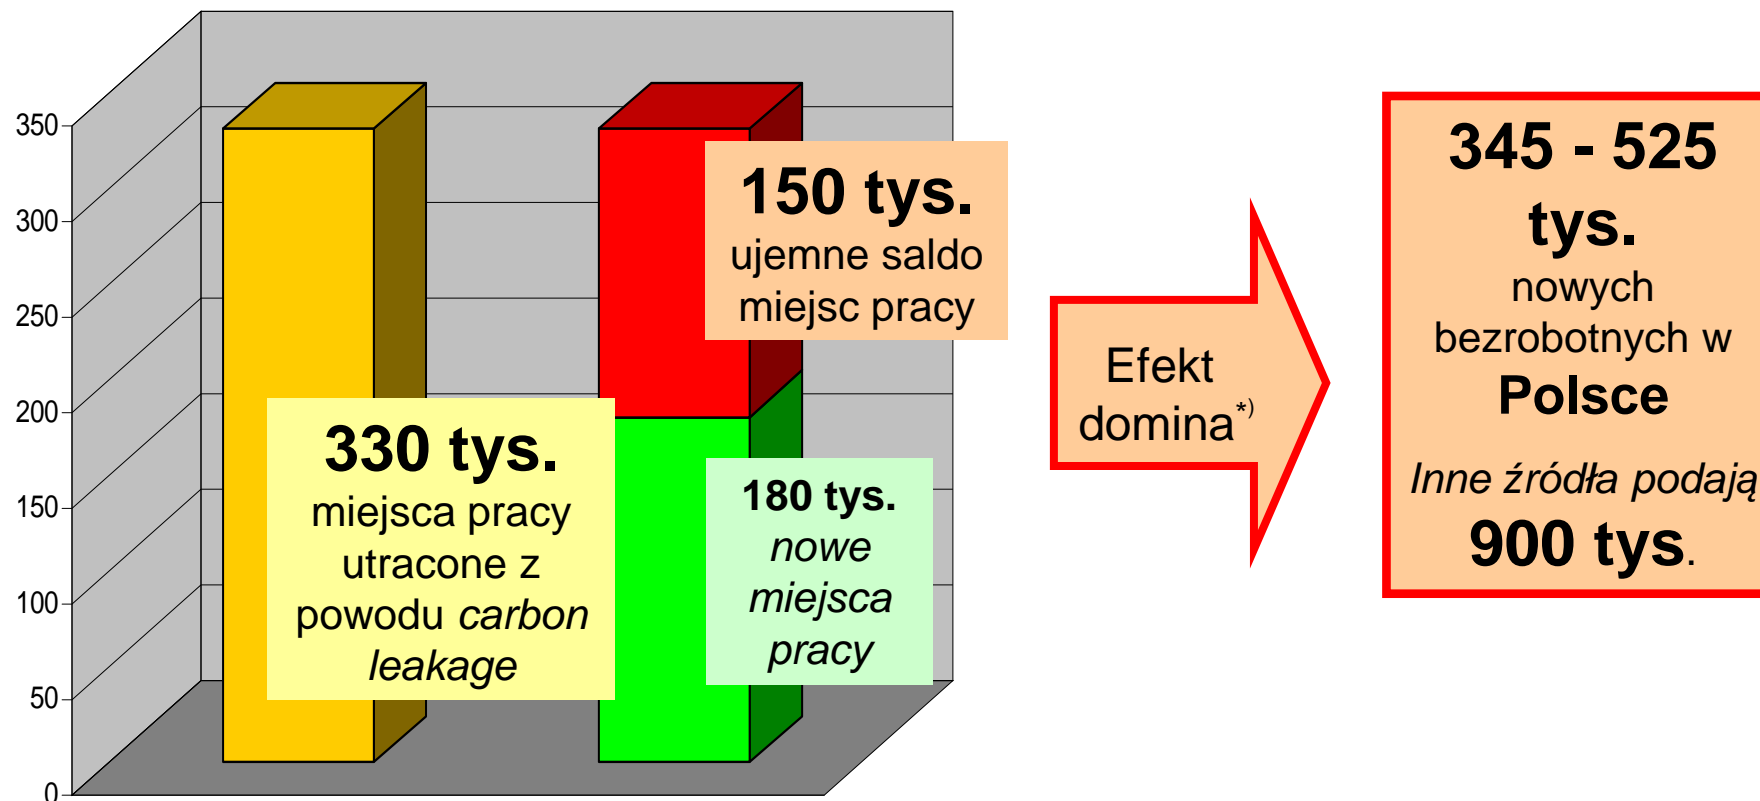 350
300
250
200
150
100
50
0
330 tys.
miejsca pracy
utracone z
powodu carbon
leakage
150 tys.
ujemne saldo
miejsc pracy
180 tys.
nowe
miejsca
pracy
Efekt
domina*)
345 - 525
tys.
nowych
bezrobotnych w
Polsce
Inne źródła podają
900 tys.